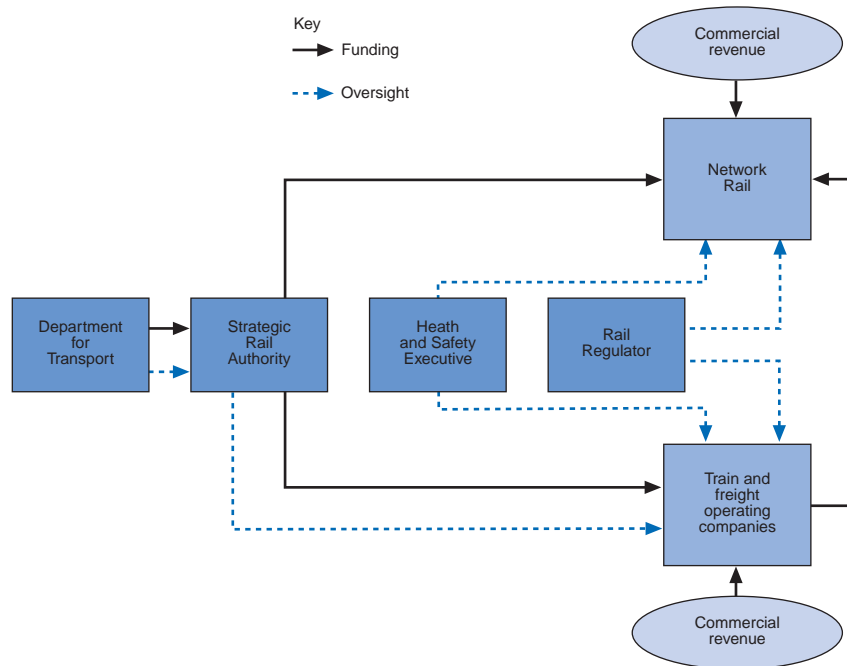 Key
Funding
Oversight
Commercial
revenue
Network
Rail
Department
for
Transport
Strategic
Rail
Authority
Heath
and Safety
Executive
Rail
Regulator
Train and
freight
operating
companies
Commercial
revenue